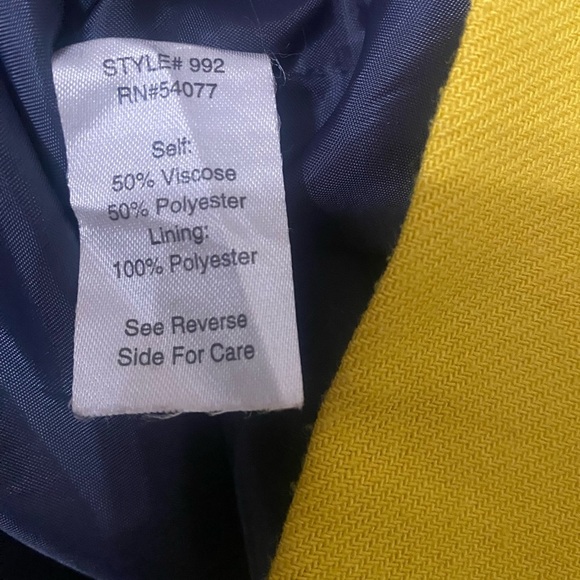 STYLE# 992
RN#54077
Self:
50% Viscose
50% Polyester
Lining:
100% Polyester
See Reverse
Side For Care